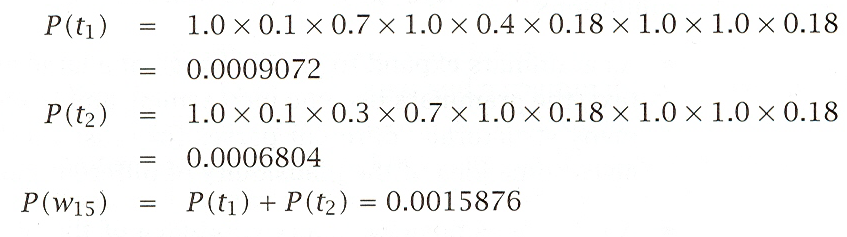 P(t₁) = 1.0 × 0.1 × 0.7 × 1.0 × 0.4 × 0.18 × 1.0 × 1.0 × 0.18
= 0.0009072
P(t₂) = 1.0 × 0.1 × 0.3 × 0.7 × 1.0 × 0.18 × 1.0 × 1.0 × 0.18
= 0.0006804
P(w₁₅) = P(t₁) + P(t₂) = 0.0015876